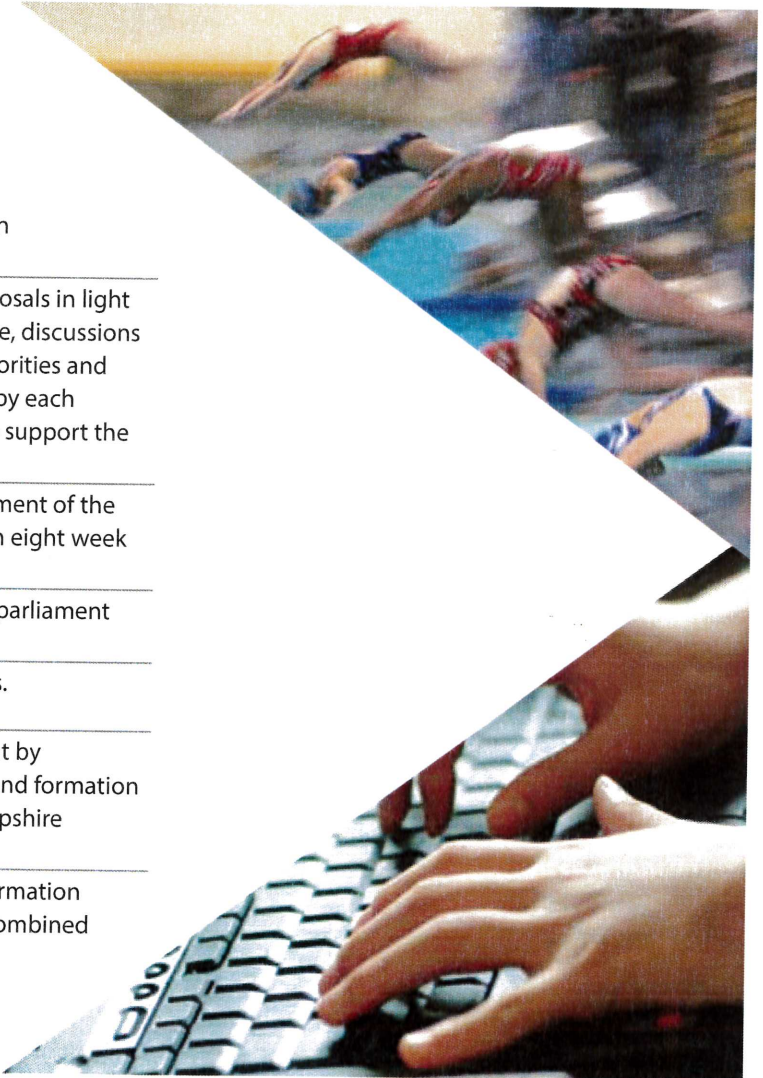 n
osals in light
e, discussions
orities and
by each
support the
ment of the
n eight week
parliament
s.
t by
nd formation
pshire
rmation
ombined